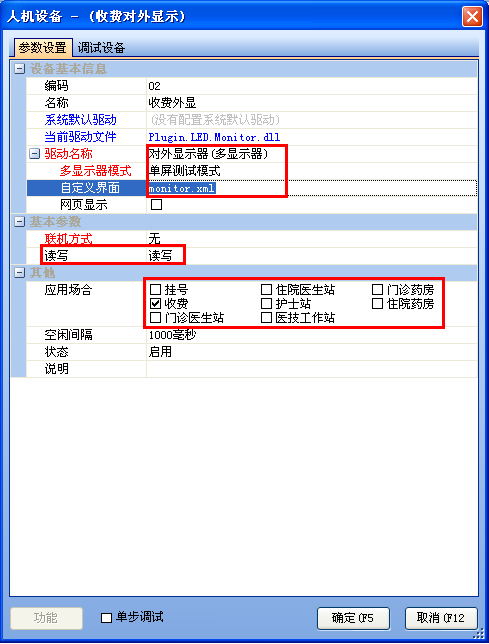 人机设备 - (收费对外显示)
参数设置 调试设备
设备基本信息
编码 02
名称 收费外显
系统默认驱动 (没有配置系统默认驱动)
当前驱动文件 Plugin.LED.Monitor.dll
驱动名称 对外显示器(多显示器)
多显示器模式 单屏测试模式
自定义界面 monitor.xml
网页显示
基本参数
联机方式 无
读写 读写
其他
应用场合 挂号 住院医生站 门诊药房
收费 护士站 住院药房
门诊医生站 医技工作站
空闲间隔 1000毫秒
状态 启用
说明
功能 单步调试 确定(F5 取消(F12